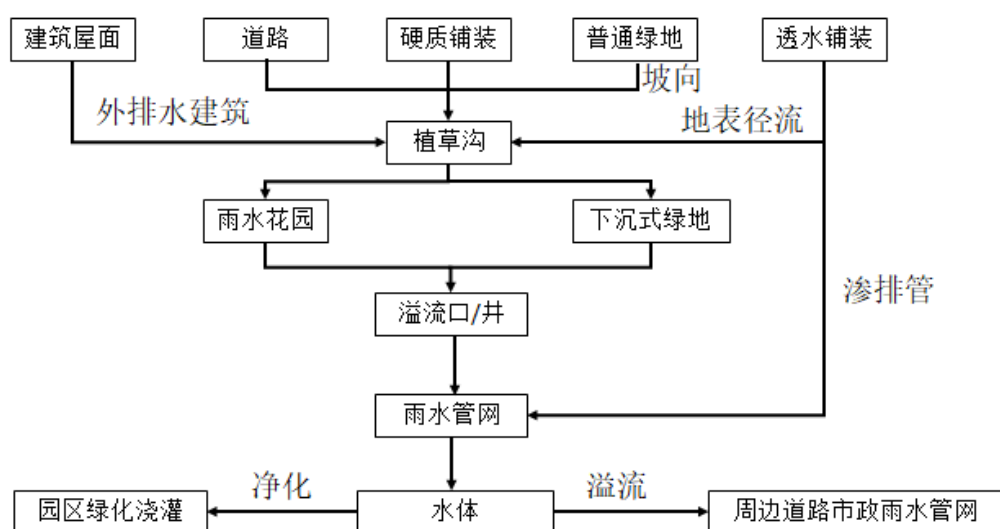 建筑屋面
道路
硬质铺装
普通绿地
透水铺装
坡向
外排水建筑
地表径流
植草沟
雨水花园
下沉式绿地
渗排管
溢流口/井
雨水管网
净化
溢流
园区绿化浇灌
水体
周边道路市政雨水管网